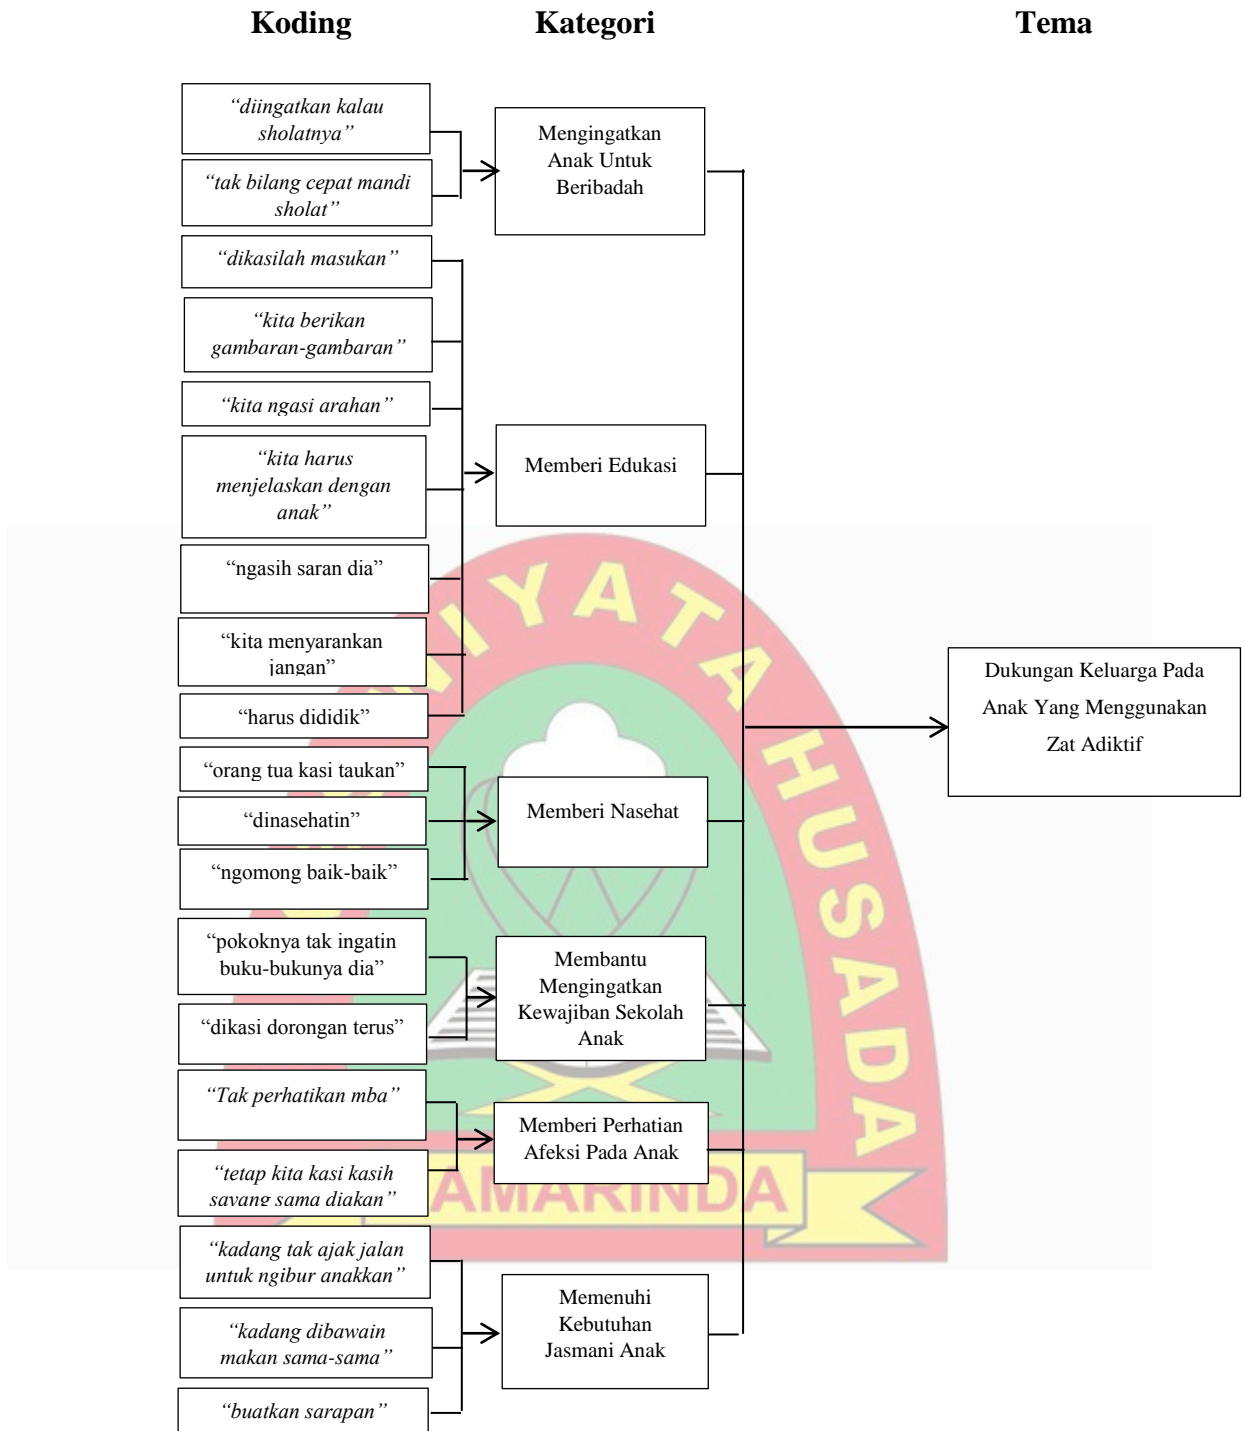 Koding Kategori Tema
“diingatkan kalau
sholatnya”
“tak bilang cepat mandi
sholat”
Mengingatkan
Anak Untuk
Beribadah
“dikasilah masukan”
“kita berikan
gambaran-gambaran”
“kita ngasi arahan”
“kita harus
menjelaskan dengan
anak”
“ngasih saran dia”
“kita menyarankan
jangan”
“harus dididik”
Memberi Edukasi
“orang tua kasi taukan”
“dinasehatin”
“ngomong baik-baik”
Memberi Nasehat
“pokoknya tak ingatin
buku-bukunya dia”
“dikasi dorongan terus”
Membantu
Mengingatkan
Kewajiban Sekolah
Anak
“Tak perhatikan mba”
“tetap kita kasi kasih
sayang sama diakan”
Memberi Perhatian
Afeksi Pada Anak
“kadang tak ajak jalan
untuk ngibur anakkan”
“kadang dibawain
makan sama-sama”
“buatkan sarapan”
Memenuhi
Kebutuhan
Jasmani Anak
Dukungan Keluarga Pada
Anak Yang Menggunakan
Zat Adiktif
WIYATA HUSADA
AMARINDA